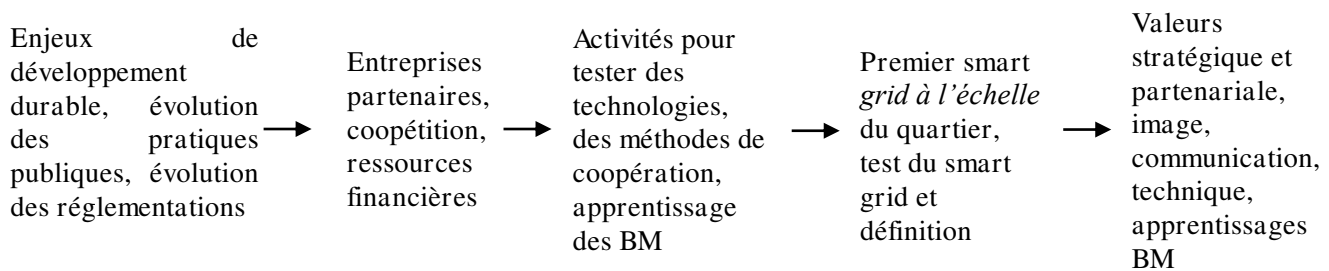 Enjeux de
développement
durable, évolution
des pratiques
publiques, évolution
des réglementations
Entreprises
partenaires,
coopétition,
ressources
financières
Activités pour
tester des
technologies,
des méthodes de
coopération,
apprentissage
des BM
Premier smart
grid à l’échelle
du quartier,
test du smart
grid et
définition
Valeurs
stratégique et
partenariale,
image,
communication,
technique,
apprentissages
BM